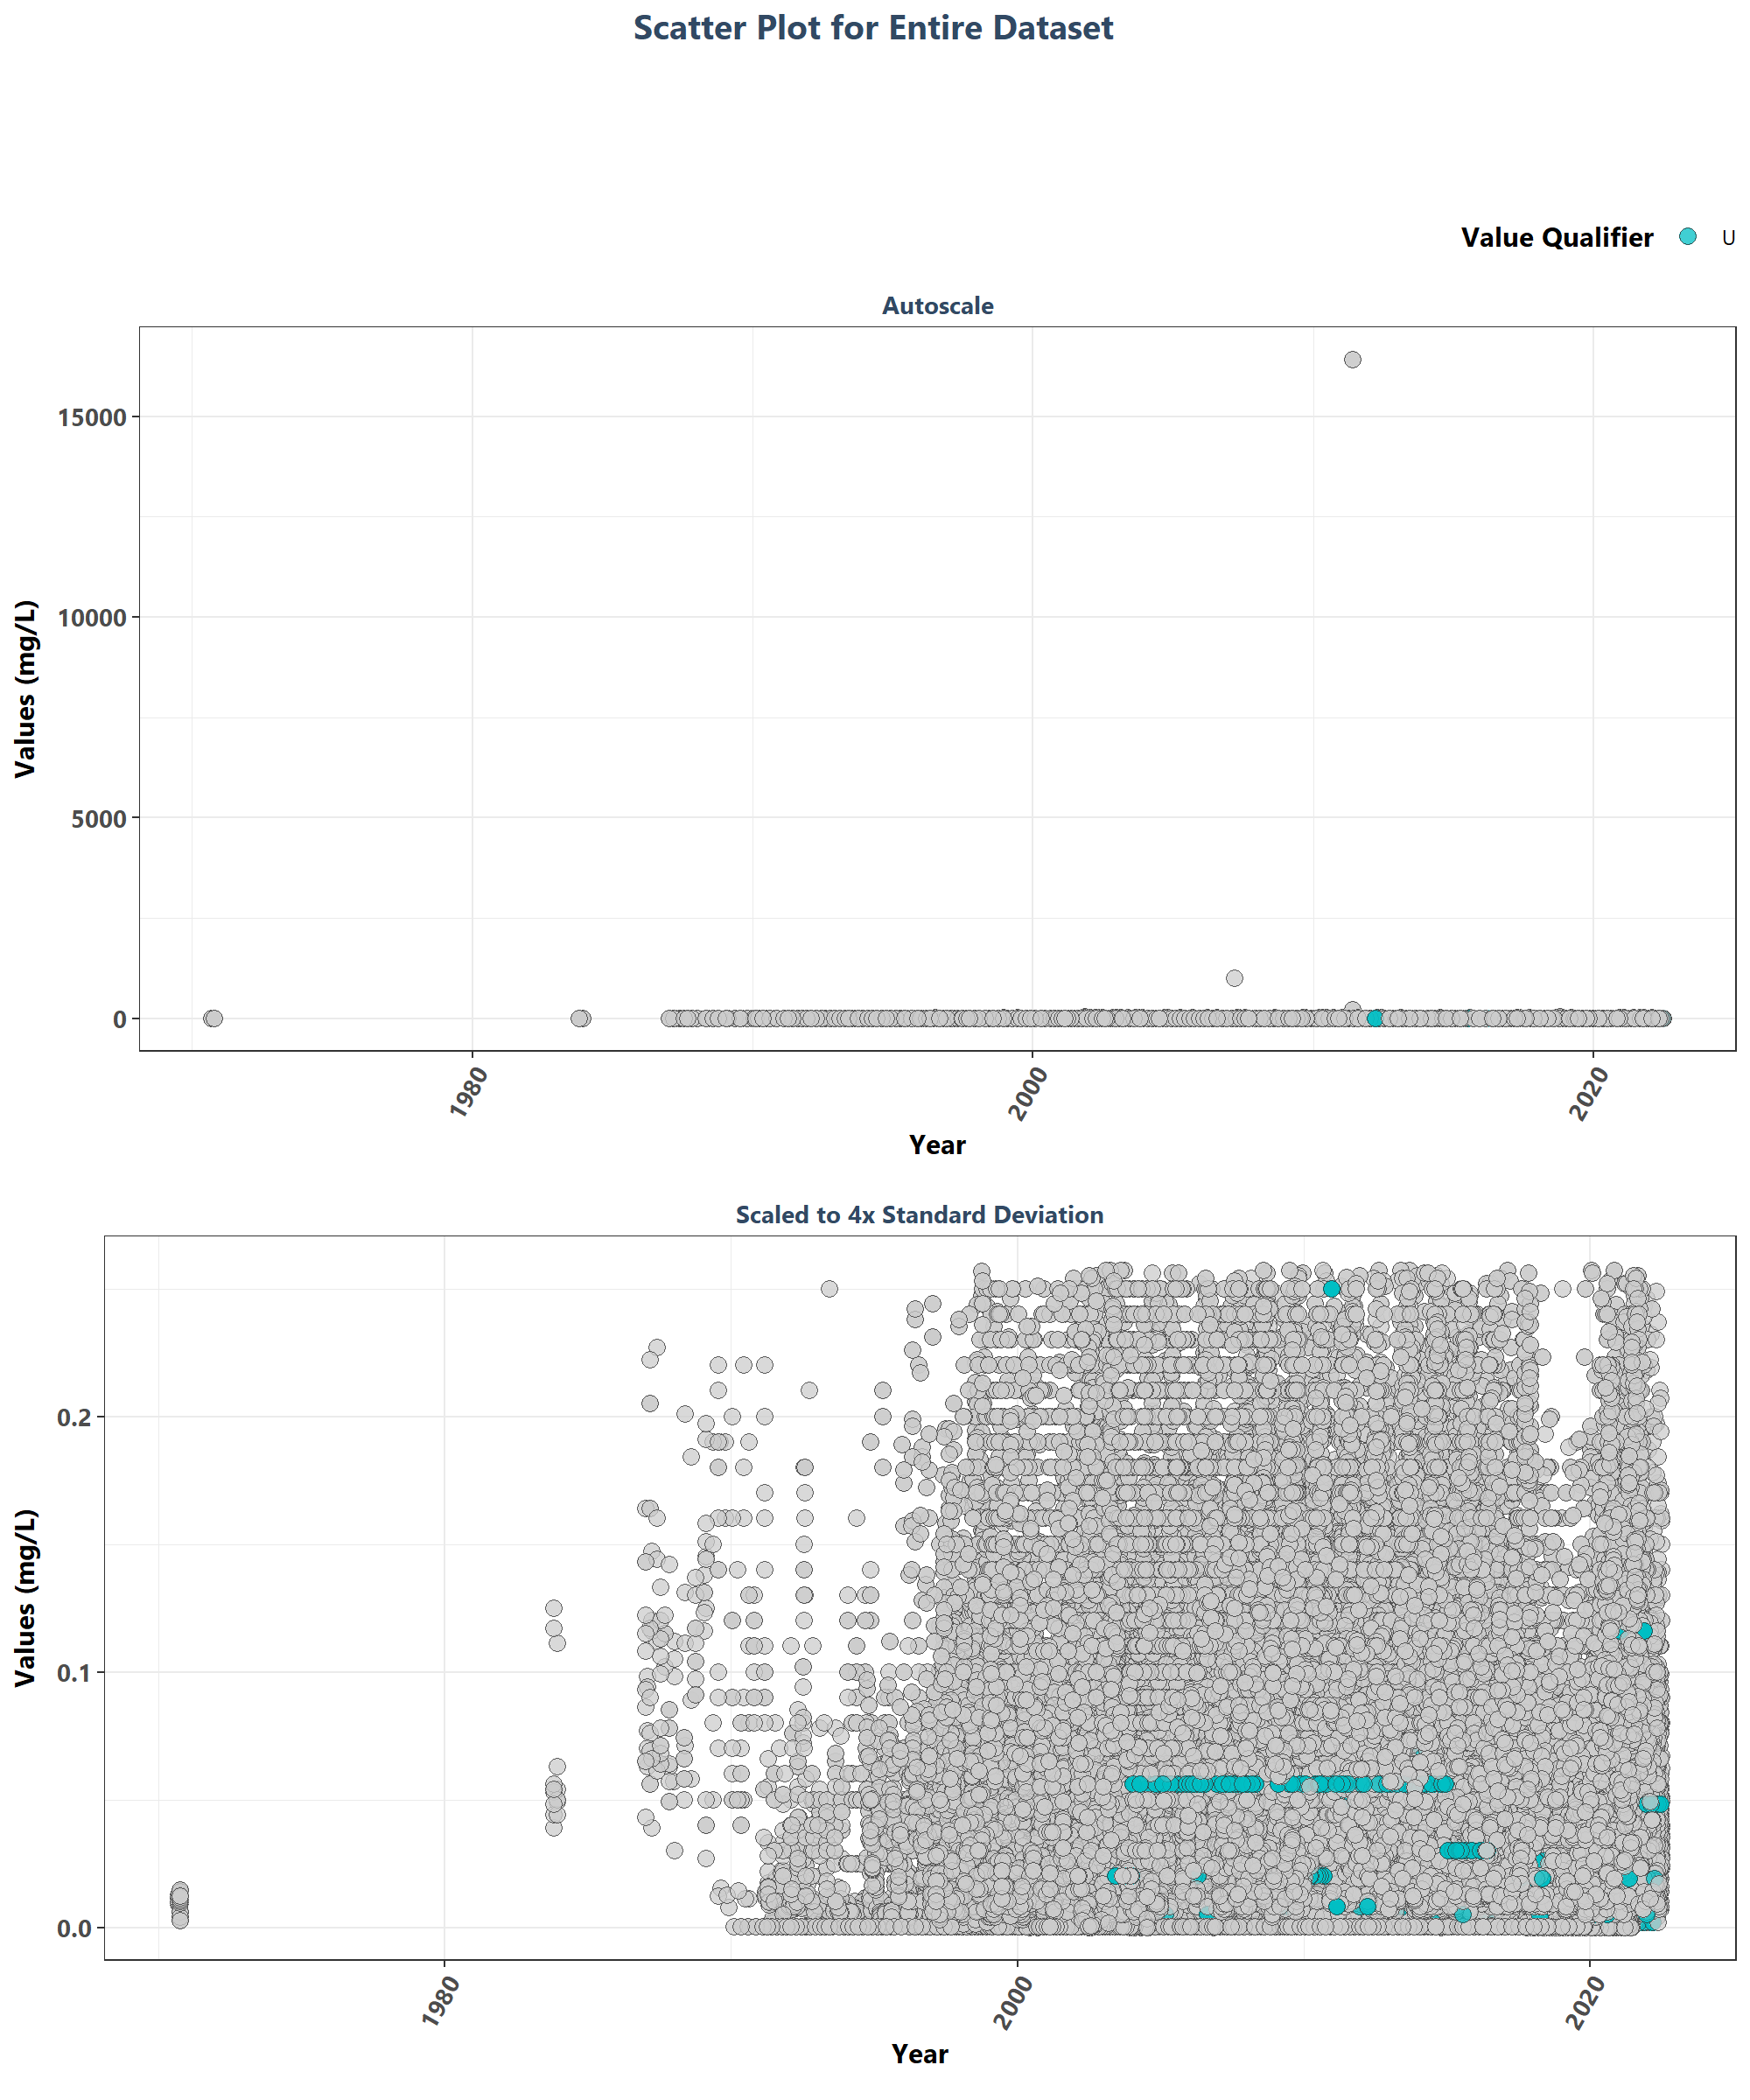 Scatter Plot for Entire Dataset
Value Qualifier U
Autoscale
Values (mg/L)
15000
10000
5000
0
1980
2000
2020
Year
Scaled to 4x Standard Deviation
Values (mg/L)
0.2
0.1
0.0
1980
2000
2020
Year